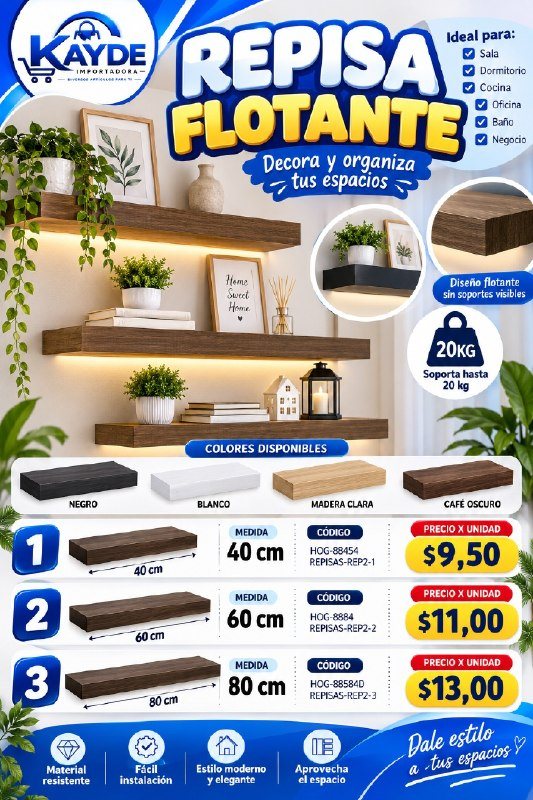 KAYDE
IMPORTADORA
DIVERSOS ARTÍCULOS PARA TI
REPISA
FLOTANTE
Decora y organiza
tus espacios
Ideal para:
Sala
Dormitorio
Cocina
Oficina
Baño
Negocio
Home
Sweet
Home
Diseño flotante
sin soportes visibles
20KG
Soporta hasta
20 kg
COLORES DISPONIBLES
NEGRO
BLANCO
MADERA CLARA
CAFÉ OSCURO
1
40 cm
MEDIDA
40 cm
CÓDIGO
HOG-88454
REPISAS-REP2-1
PRECIO X UNIDAD
$9,50
2
60 cm
MEDIDA
60 cm
CÓDIGO
HOG-8884
REPISAS-REP2-2
PRECIO X UNIDAD
$11,00
3
80 cm
MEDIDA
80 cm
CÓDIGO
HOG-88584D
REPISAS-REP2-3
PRECIO X UNIDAD
$13,00
Material
resistente
Fácil
instalación
Estilo moderno
y elegante
Aprovecha
el espacio
Dale estilo
a tus espacios